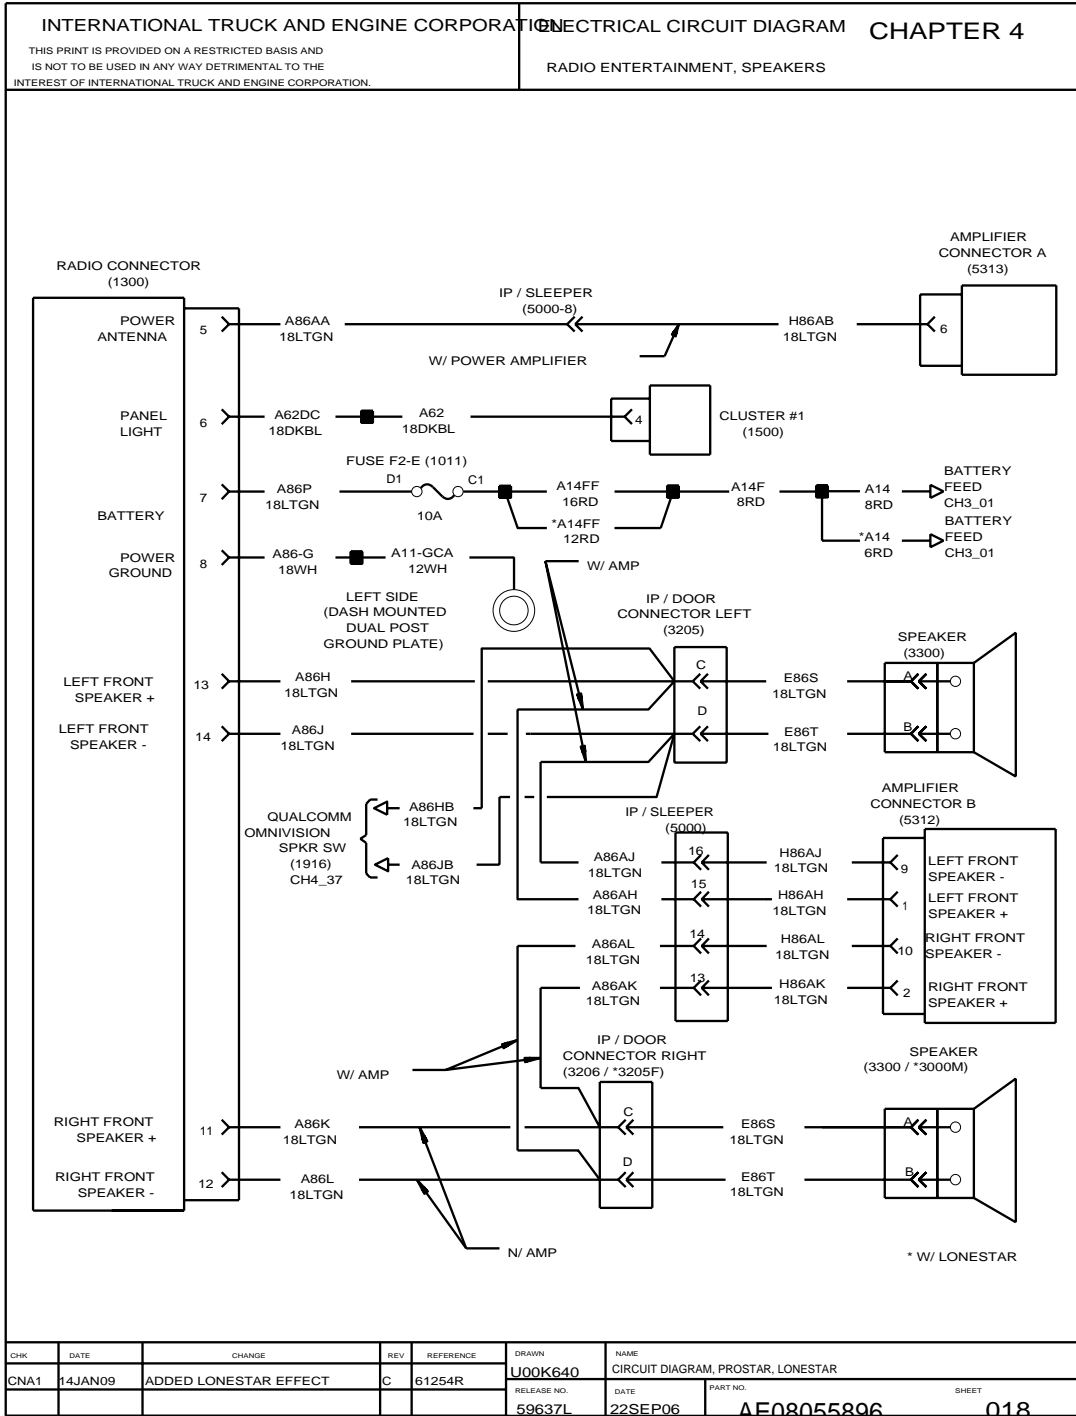 INTERNATIONAL TRUCK AND ENGINE CORPORATION
THIS PRINT IS PROVIDED ON A RESTRICTED BASIS AND
IS NOT TO BE USED IN ANY WAY DETRIMENTAL TO THE
INTEREST OF INTERNATIONAL TRUCK AND ENGINE CORPORATION.
ELECTRICAL CIRCUIT DIAGRAM
CHAPTER 4
RADIO ENTERTAINMENT, SPEAKERS
AMPLIFIER
CONNECTOR A
(5313)
RADIO CONNECTOR
(1300)
IP / SLEEPER
(5000-8)
POWER
ANTENNA
5
A86AA
18LTGN
H86AB
18LTGN
6
W/ POWER AMPLIFIER
PANEL
LIGHT
6
A62DC
18DKBL
A62
18DKBL
4
CLUSTER #1
(1500)
FUSE F2-E (1011)
D1
C1
10A
BATTERY
7
A86P
18LTGN
A14FF
16RD
*A14FF
12RD
A14F
8RD
A14
8RD
BATTERY
FEED
CH3_01
*A14
6RD
BATTERY
FEED
CH3_01
POWER
GROUND
8
A86-G
18WH
A11-GCA
12WH
W/ AMP
LEFT SIDE
(DASH MOUNTED
DUAL POST
GROUND PLATE)
IP / DOOR
CONNECTOR LEFT
(3205)
SPEAKER
(3300)
LEFT FRONT
SPEAKER +
13
A86H
18LTGN
C
E86S
18LTGN
A
LEFT FRONT
SPEAKER -
14
A86J
18LTGN
D
E86T
18LTGN
B
QUALCOMM
OMNIVISION
SPKR SW
(1916)
CH4_37
A86HB
18LTGN
A86JB
18LTGN
IP / SLEEPER
(5000)
AMPLIFIER
CONNECTOR B
(5312)
A86AJ
18LTGN
16
H86AJ
18LTGN
9
LEFT FRONT
SPEAKER -
A86AH
18LTGN
15
H86AH
18LTGN
1
LEFT FRONT
SPEAKER +
A86AL
18LTGN
14
H86AL
18LTGN
10
RIGHT FRONT
SPEAKER -
A86AK
18LTGN
13
H86AK
18LTGN
2
RIGHT FRONT
SPEAKER +
W/ AMP
IP / DOOR
CONNECTOR RIGHT
(3206 / *3205F)
SPEAKER
(3300 / *3000M)
RIGHT FRONT
SPEAKER +
11
A86K
18LTGN
C
E86S
18LTGN
A
RIGHT FRONT
SPEAKER -
12
A86L
18LTGN
D
E86T
18LTGN
B
N/ AMP
* W/ LONESTAR
CHK DATE CHANGE REV REFERENCE
CNA1 14JAN09 ADDED LONESTAR EFFECT C 61254R
DRAWN
U00K640
NAME
CIRCUIT DIAGRAM, PROSTAR, LONESTAR
RELEASE NO.
59637L
DATE
22SEP06
PART NO.
AF08055896
SHEET
018